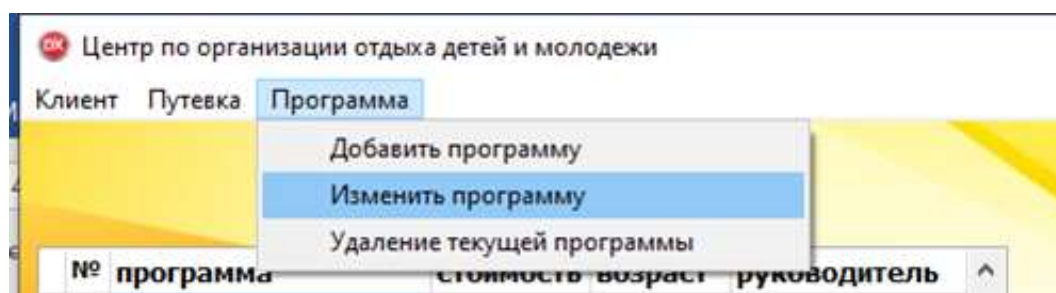 Центр по организации отдыха детей и молодежи
Клиент Путевка Программа
Добавить программу
Изменить программу
Удаление текущей программы
№ программа стоимость возраст руководитель